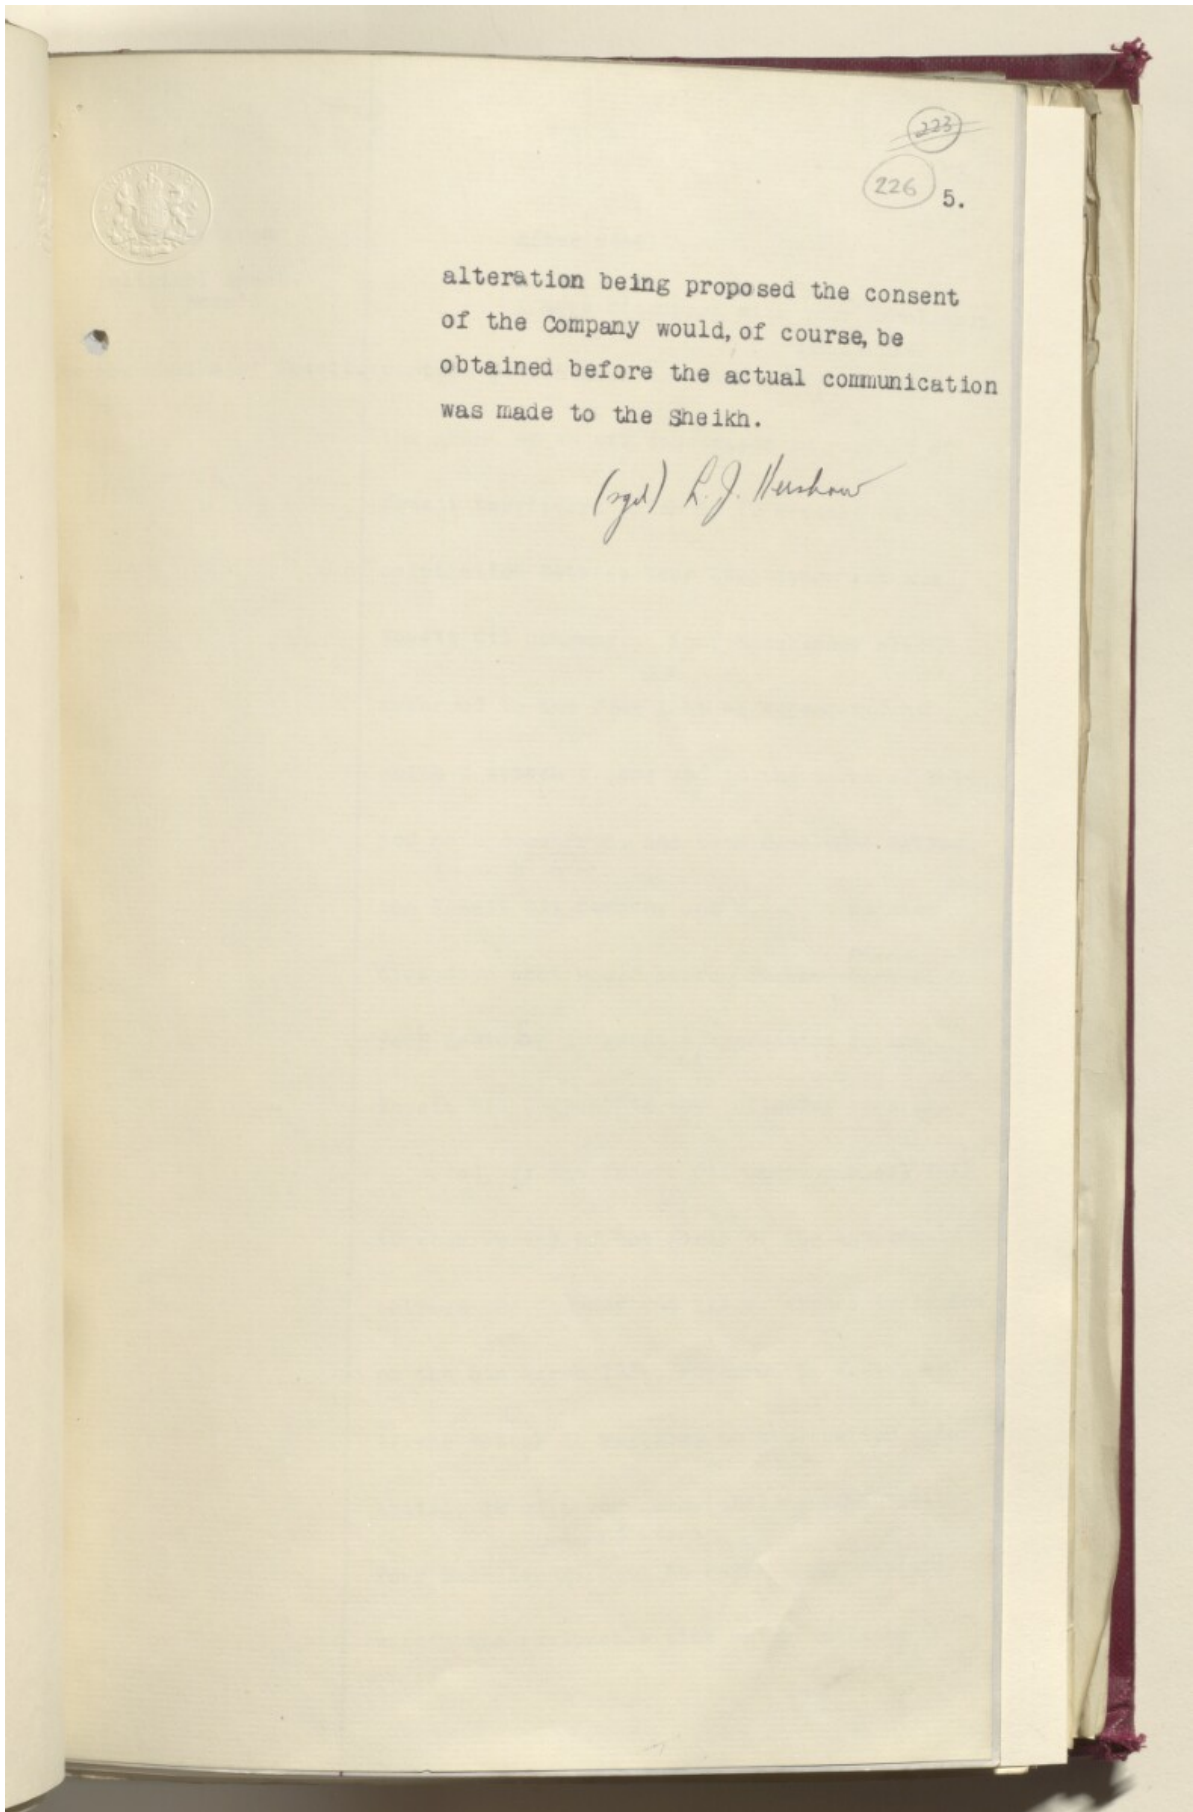 223
226
5.
alteration being proposed the consent
of the Company would, of course, be
obtained before the actual communication
was made to the Sheikh.
(sgd) L. J. Hershaw